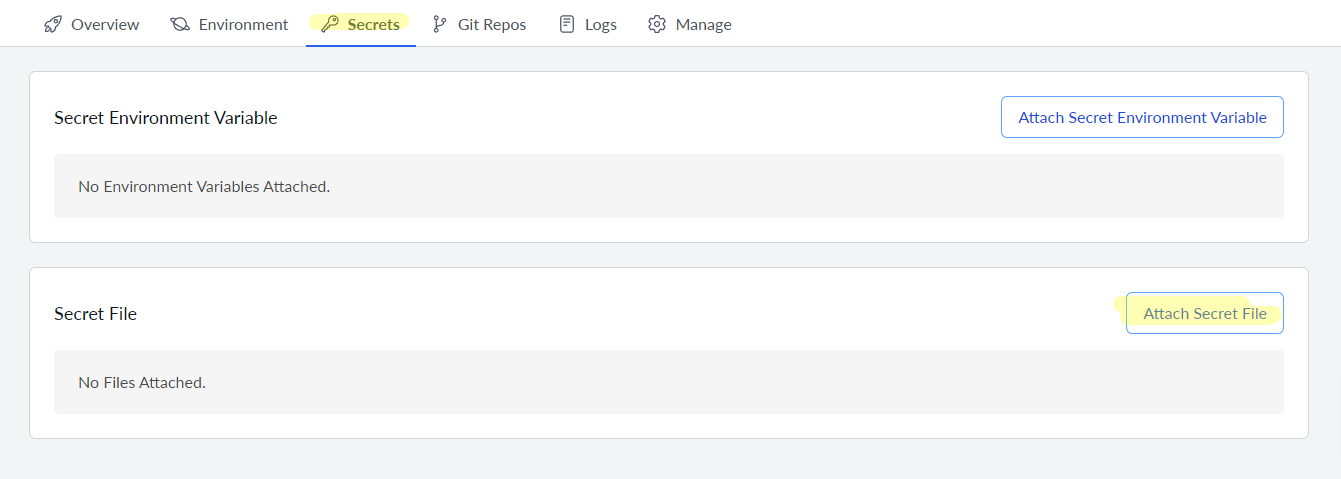 Overview Environment Secrets Git Repos Logs Manage
Secret Environment Variable Attach Secret Environment Variable
No Environment Variables Attached.
Secret File Attach Secret File
No Files Attached.